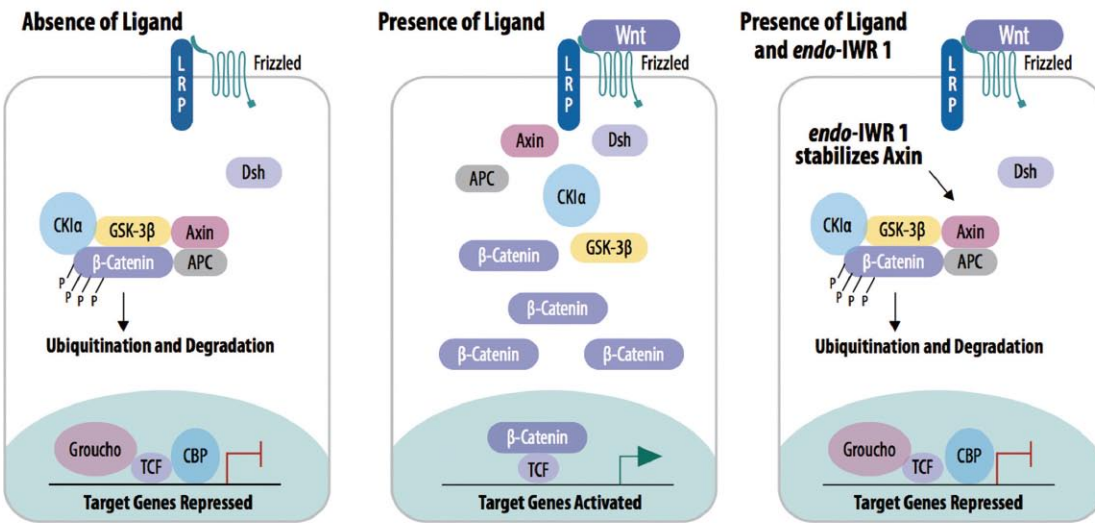 Absence of Ligand
LRP
Frizzled
Dsh
CKIα
GSK-3β
Axin
β-Catenin
APC
P
P
P
P
Ubiquitination and Degradation
Groucho
TCF
CBP
Target Genes Repressed
Presence of Ligand
Wnt
LRP
Frizzled
Axin
Dsh
APC
CKIα
GSK-3β
β-Catenin
β-Catenin
β-Catenin
β-Catenin
β-Catenin
TCF
Target Genes Activated
Presence of Ligand
and endo-IWR 1
Wnt
LRP
Frizzled
endo-IWR 1
stabilizes Axin
Dsh
CKIα
GSK-3β
Axin
β-Catenin
APC
P
P
P
P
Ubiquitination and Degradation
Groucho
TCF
CBP
Target Genes Repressed